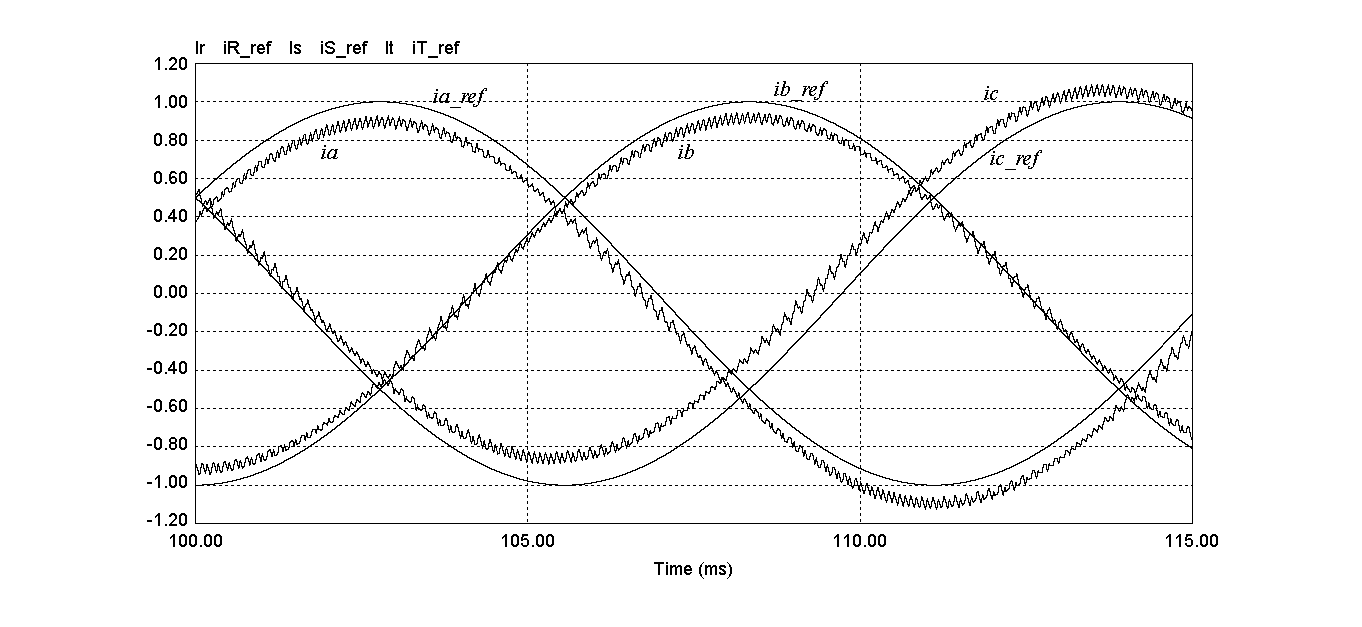 Ir iR_ref Is iS_ref It iT_ref
1.20
1.00
0.80
0.60
0.40
0.20
0.00
-0.20
-0.40
-0.60
-0.80
-1.00
-1.20
ia_ref
ib_ref
ic
ia
ib
ic_ref
100.00 105.00 110.00 115.00
Time (ms)